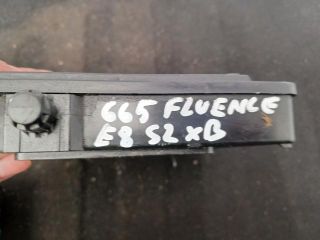 665 FLUENCE
E8 S2 XB